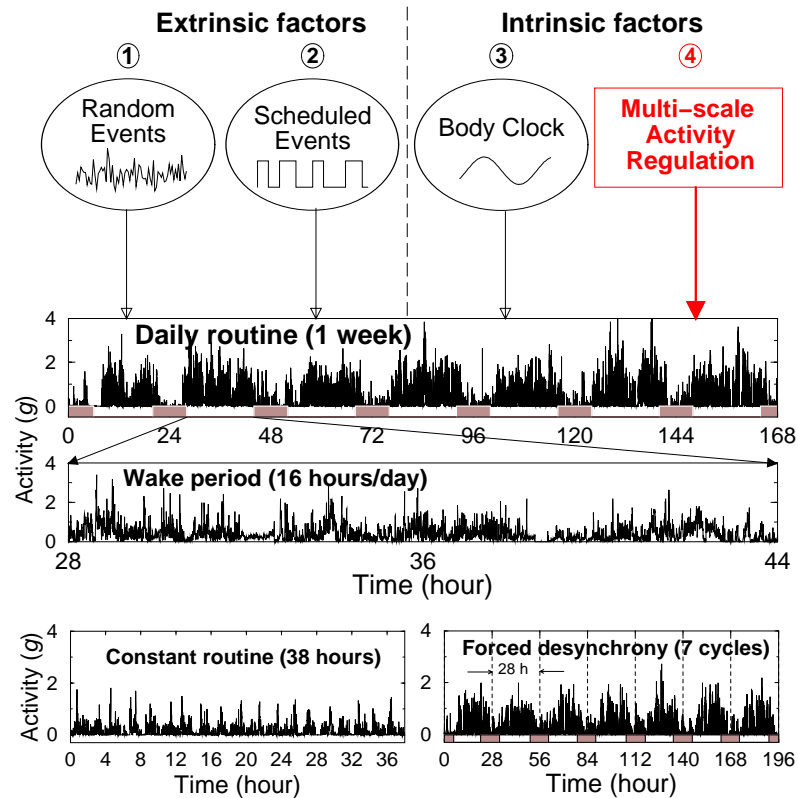 Extrinsic factors Intrinsic factors
1 2 3 4
Random
Events
Scheduled
Events
Body Clock
Multi−scale
Activity
Regulation
Activity (g)
4
2
0
Daily routine (1 week)
0 24 48 72 96 120 144 168
4
2
0
Wake period (16 hours/day)
28 36 44
Time (hour)
Activity (g)
4
2
0
Constant routine (38 hours)
0 4 8 12 16 20 24 28 32 36
Time (hour)
4
2
0
Forced desynchrony (7 cycles)
28 h
0 28 56 84 112 140 168 196
Time (hour)